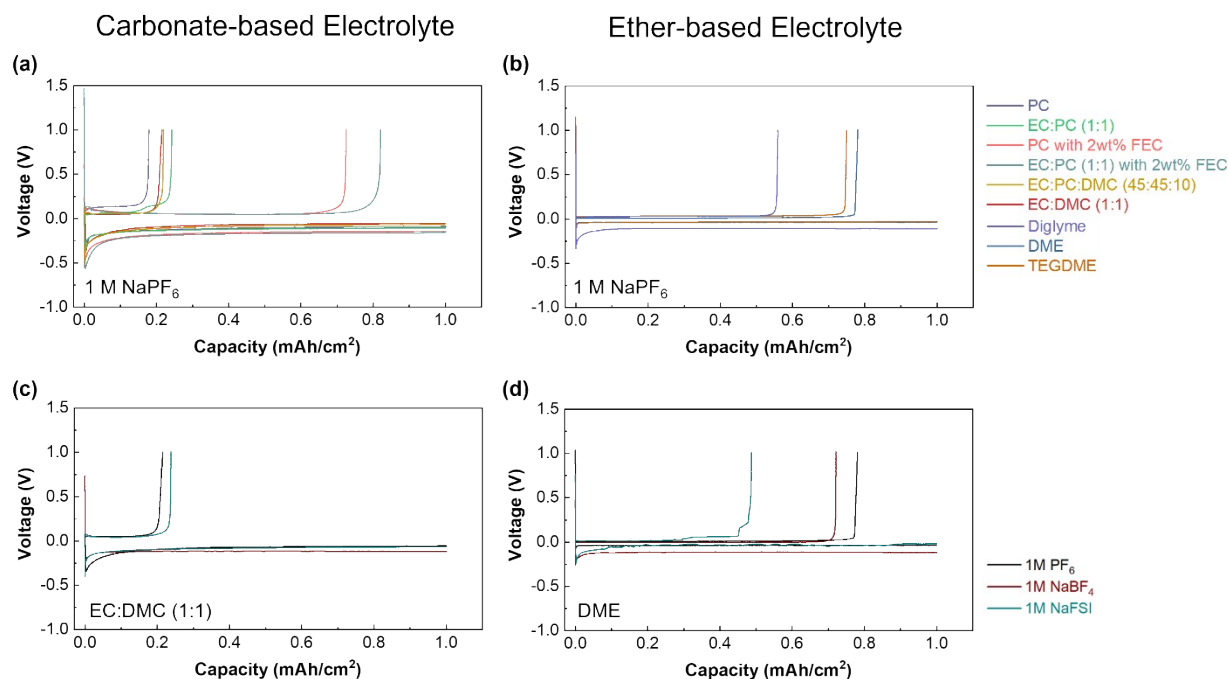 Carbonate-based Electrolyte
Ether-based Electrolyte
(a)
1.5
1.0
0.5
0.0
-0.5
-1.0
Voltage (V)
1 M NaPF₆
0.0 0.2 0.4 0.6 0.8 1.0
Capacity (mAh/cm²)
(b)
1.5
1.0
0.5
0.0
-0.5
-1.0
Voltage (V)
1 M NaPF₆
0.0 0.2 0.4 0.6 0.8 1.0
Capacity (mAh/cm²)
PC
EC:PC (1:1)
PC with 2wt% FEC
EC:PC (1:1) with 2wt% FEC
EC:PC:DMC (45:45:10)
EC:DMC (1:1)
Diglyme
DME
TEGDME
(c)
1.5
1.0
0.5
0.0
-0.5
-1.0
Voltage (V)
EC:DMC (1:1)
0.0 0.2 0.4 0.6 0.8 1.0
Capacity (mAh/cm²)
(d)
1.5
1.0
0.5
0.0
-0.5
-1.0
Voltage (V)
DME
0.0 0.2 0.4 0.6 0.8 1.0
Capacity (mAh/cm²)
1M PF₆
1M NaBF₄
1M NaFSI